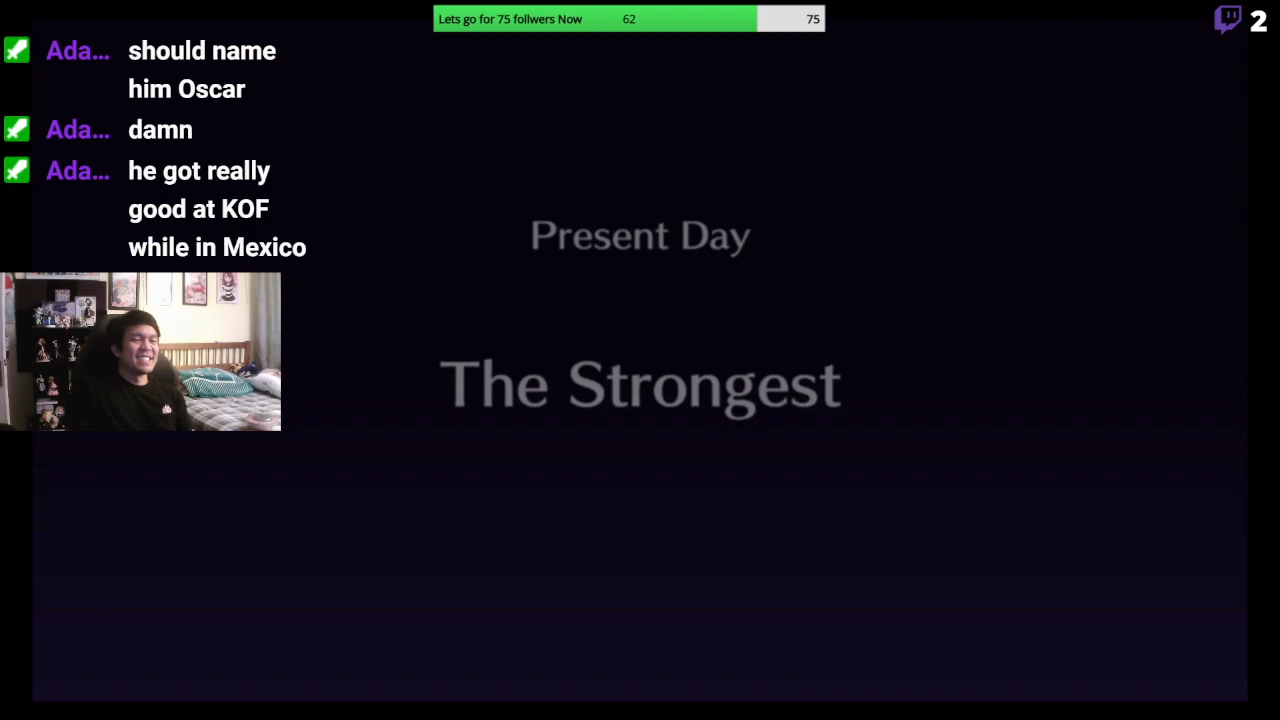 Lets go for 75 follwers Now 62 75
2
Ada... should name
him Oscar
Ada... damn
Ada... he got really
good at KOF
while in Mexico
Present Day
The Strongest